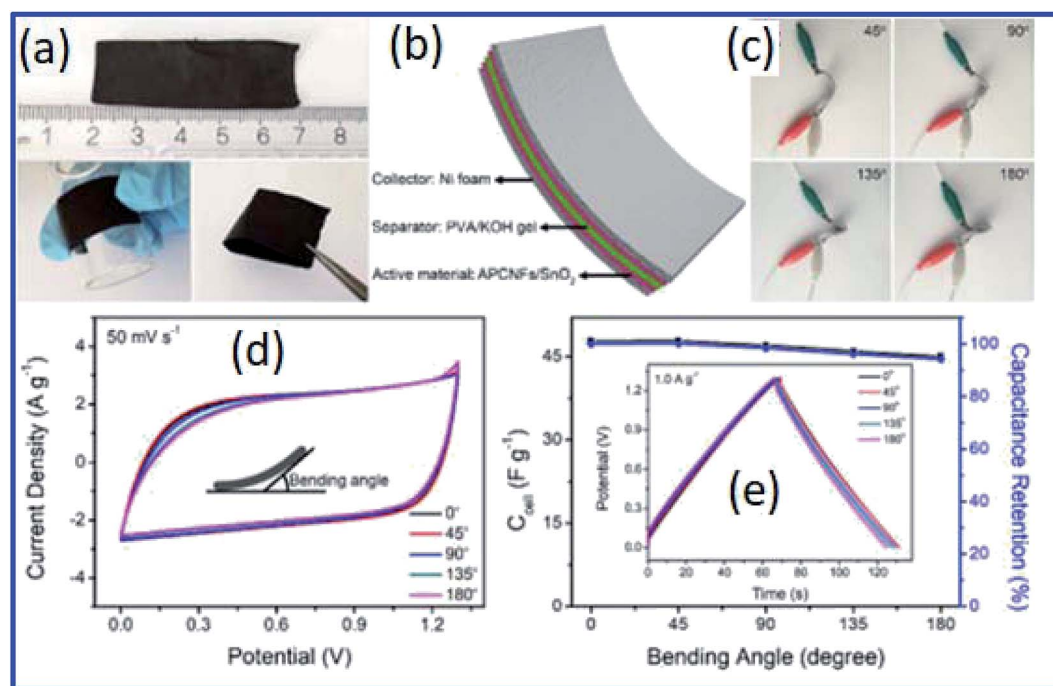 (a)
cm 1 2 3 4 5 6 7 8
(b)
Collector: Ni foam
Separator: PVA/KOH gel
Active material: APCNFs/SnO₂
(c)
45°
90°
135°
180°
(d)
50 mV s⁻¹
Current Density (A g⁻¹)
4
2
0
-2
-4
Bending angle
0°
45°
90°
135°
180°
0.0 0.3 0.6 0.9 1.2
Potential (V)
C_cell (F g⁻¹)
45
30
15
0
Capacitance Retention (%)
100
80
60
40
20
0
(e)
1.0 A g⁻¹
Potential (V)
1.2
0.9
0.6
0.3
0.0
0°
45°
90°
135°
180°
0 20 40 60 80 100 120 140
Time (s)
0 45 90 135 180
Bending Angle (degree)